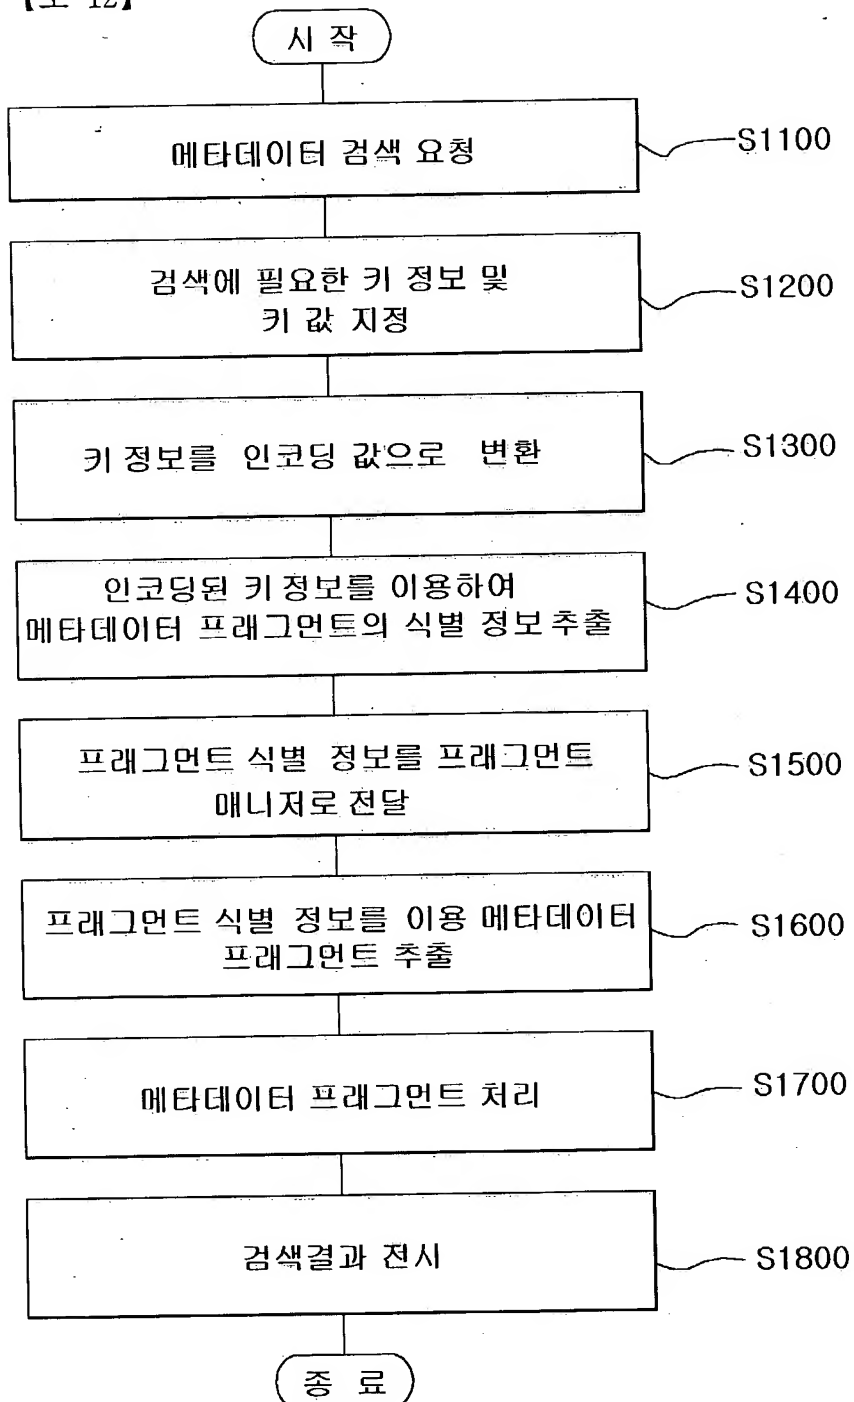 【도 12】
시 작
메타데이터 검색 요청
S1100
검색에 필요한 키 정보 및
키 값 지정
S1200
키 정보를 인코딩 값으로 변환
S1300
인코딩된 키 정보를 이용하여
메타데이터 프래그먼트의 식별 정보 추출
S1400
프래그먼트 식별 정보를 프래그먼트
매니저로 전달
S1500
프래그먼트 식별 정보를 이용 메타데이터
프래그먼트 추출
S1600
메타데이터 프래그먼트 처리
S1700
검색결과 전시
S1800
종 료